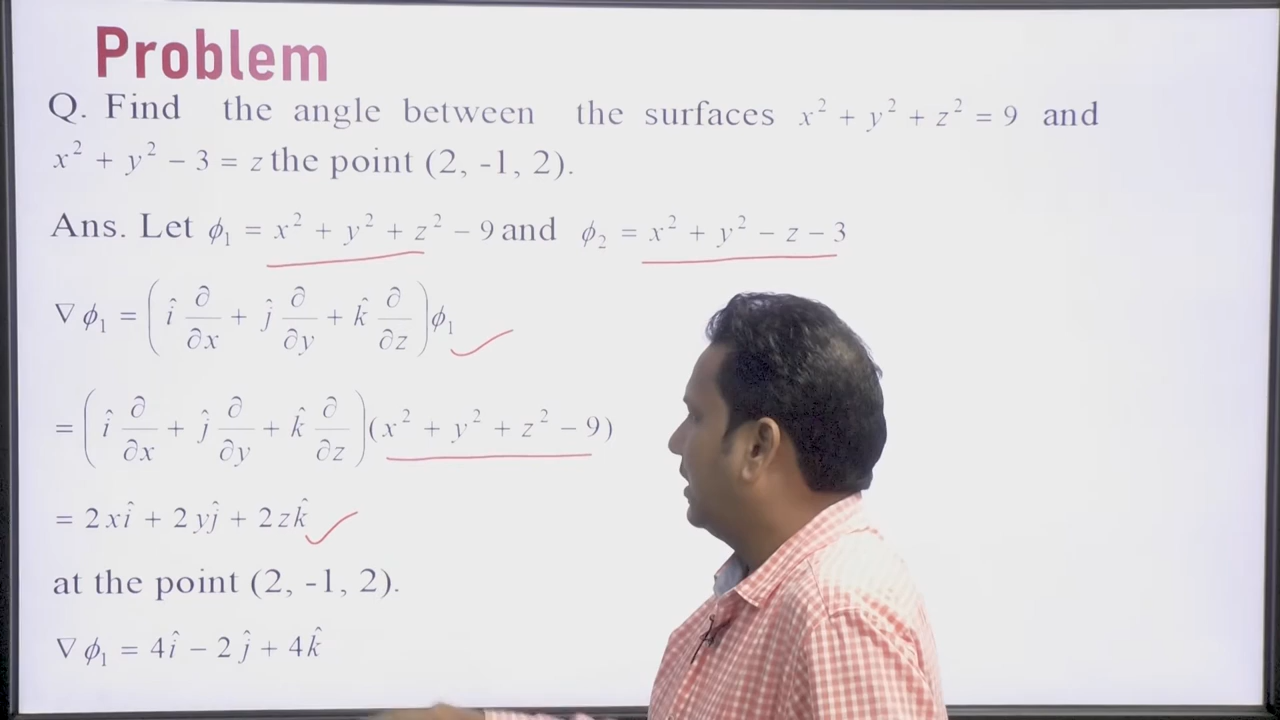 Problem
Q. Find the angle between the surfaces x² + y² + z² = 9 and
x² + y² − 3 = z the point (2, -1, 2).
Ans. Let ϕ₁ = x² + y² + z² − 9 and ϕ₂ = x² + y² − z − 3
∇ϕ₁ = (î ∂/∂x + ĵ ∂/∂y + k̂ ∂/∂z)ϕ₁
= (î ∂/∂x + ĵ ∂/∂y + k̂ ∂/∂z)(x² + y² + z² − 9)
= 2xî + 2yĵ + 2zk̂
at the point (2, -1, 2).
∇ϕ₁ = 4î − 2ĵ + 4k̂